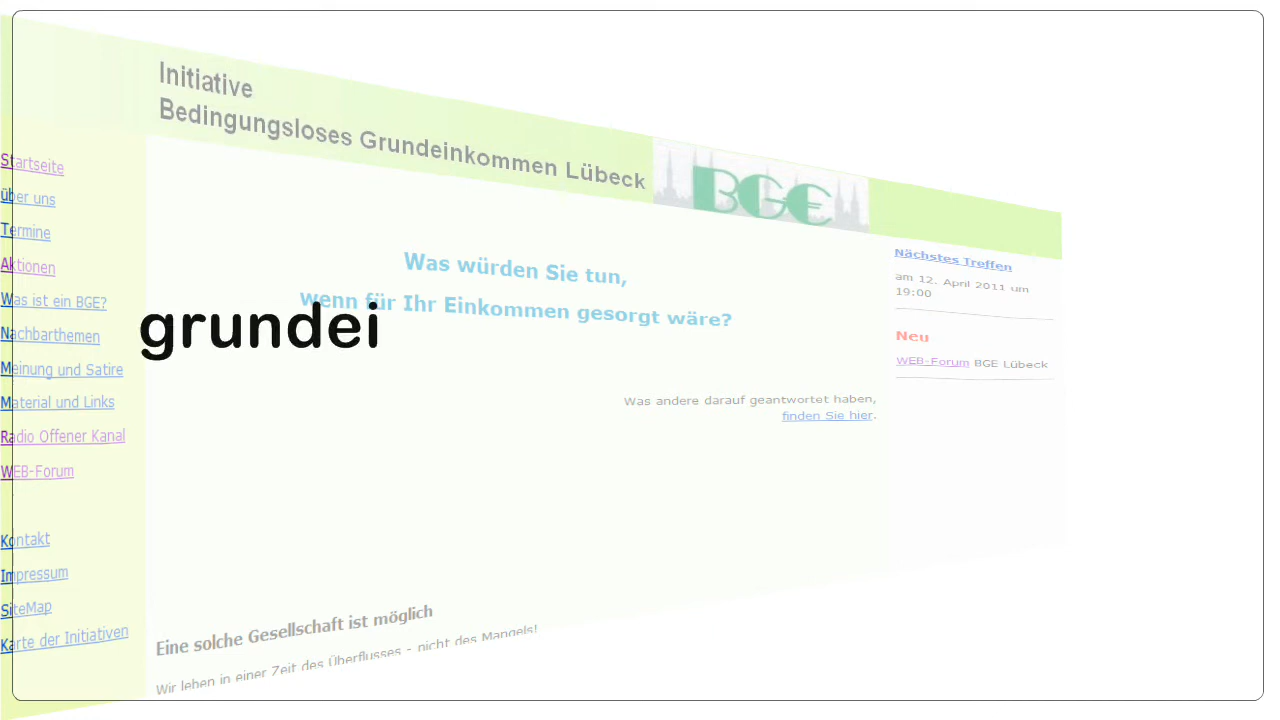 Initiative
Bedingungsloses Grundeinkommen Lübeck
BG€
Startseite
über uns
Termine
Aktionen
Was ist ein BGE?
Nachbarthemen
Meinung und Satire
Material und Links
Radio Offener Kanal
WEB-Forum
Kontakt
Impressum
SiteMap
Karte der Initiativen
Was würden Sie tun,
wenn für Ihr Einkommen gesorgt wäre?
grundei
Was andere darauf geantwortet haben,
finden Sie hier.
Eine solche Gesellschaft ist möglich
Wir leben in einer Zeit des Überflusses - nicht des Mangels!
Nächstes Treffen
am 12. April 2011 um
19:00
Neu
WEB-Forum BGE Lübeck